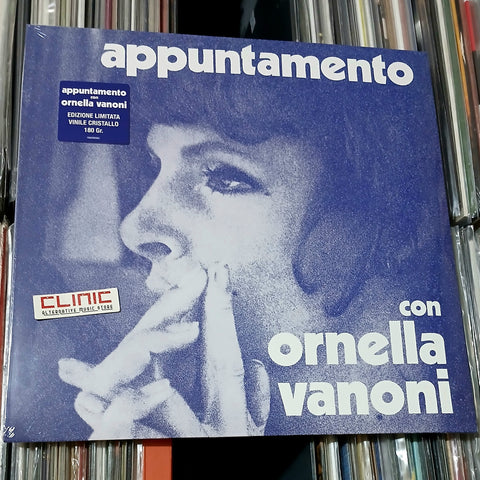 appuntamento
appuntamento
con
ornella vanoni
EDIZIONE LIMITATA
VINILE CRISTALLO
180 Gr.
CLINIC
ALTERNATIVE MUSIC STORE
con
ornella
vanoni